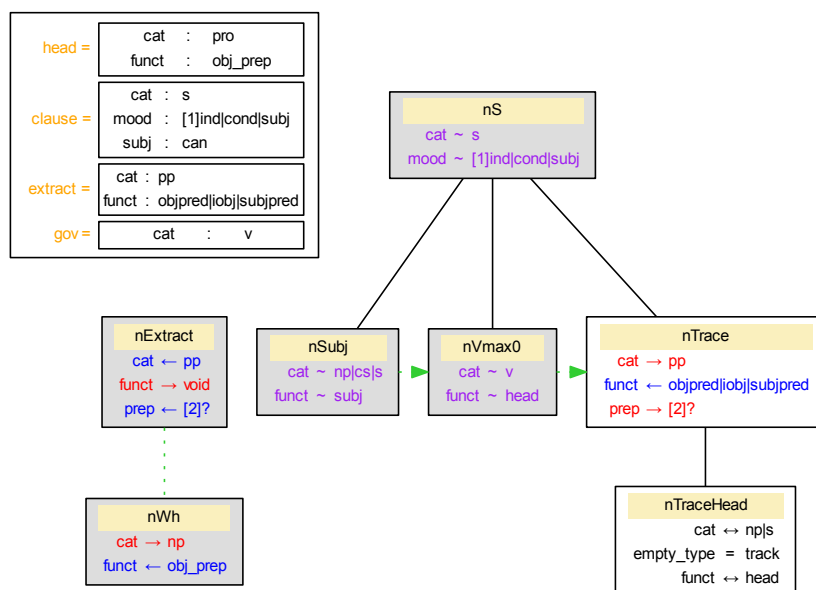 head =
cat : pro
funct : obj_prep
clause =
cat : s
mood : [1]ind|cond|subj
subj : can
extract =
cat : pp
funct : objpred|iobj|subjpred
gov =
cat : v
nS
cat ~ s
mood ~ [1]ind|cond|subj
nExtract
cat ← pp
funct → void
prep ← [2]?
nSubj
cat ~ np|cs|s
funct ~ subj
nVmax0
cat ~ v
funct ~ head
nTrace
cat → pp
funct ← objpred|iobj|subjpred
prep → [2]?
nWh
cat → np
funct ← obj_prep
nTraceHead
cat ↔ np|s
empty_type = track
funct ↔ head